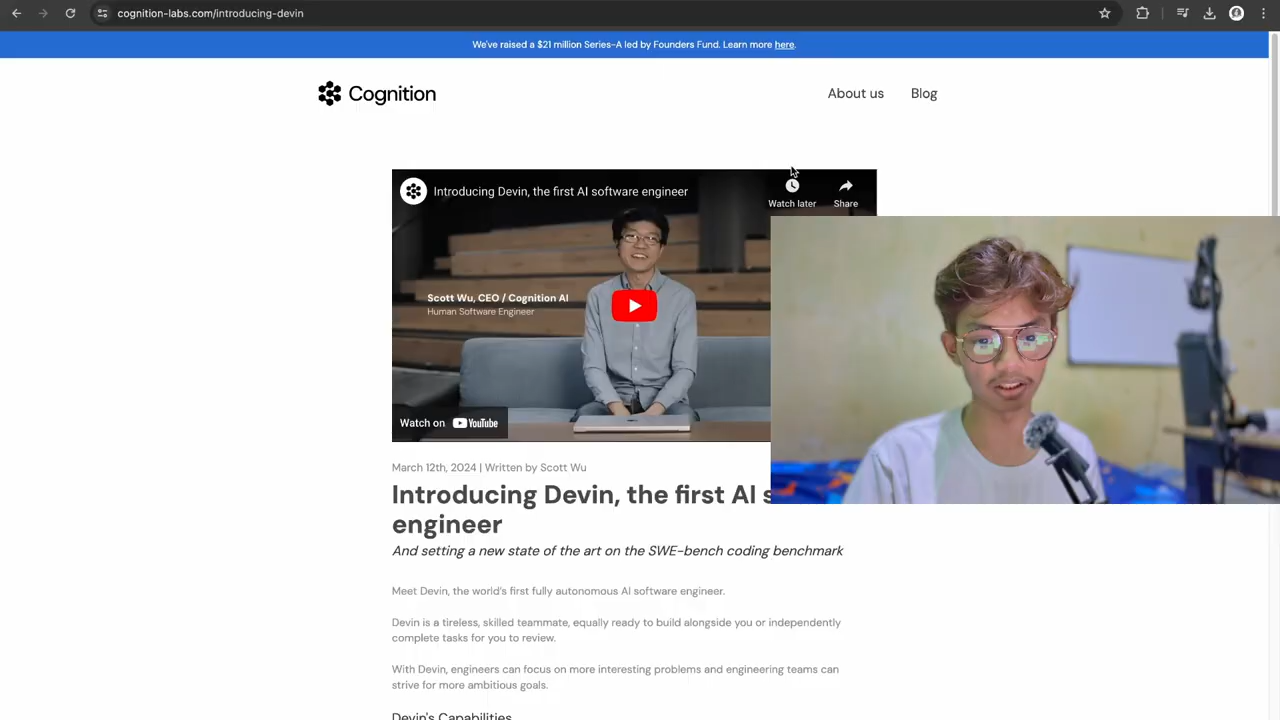 cognition-labs.com/introducing-devin
We've raised a $21 million Series-A led by Founders Fund. Learn more here.
Cognition
About us
Blog
Introducing Devin, the first AI software engineer
Watch later
Share
Scott Wu, CEO / Cognition AI
Human Software Engineer
Watch on YouTube
March 12th, 2024 | Written by Scott Wu
Introducing Devin, the first AI s
engineer
And setting a new state of the art on the SWE-bench coding benchmark
Meet Devin, the world's first fully autonomous AI software engineer.
Devin is a tireless, skilled teammate, equally ready to build alongside you or independently
complete tasks for you to review.
With Devin, engineers can focus on more interesting problems and engineering teams can
strive for more ambitious goals.
Devin's Capabilities